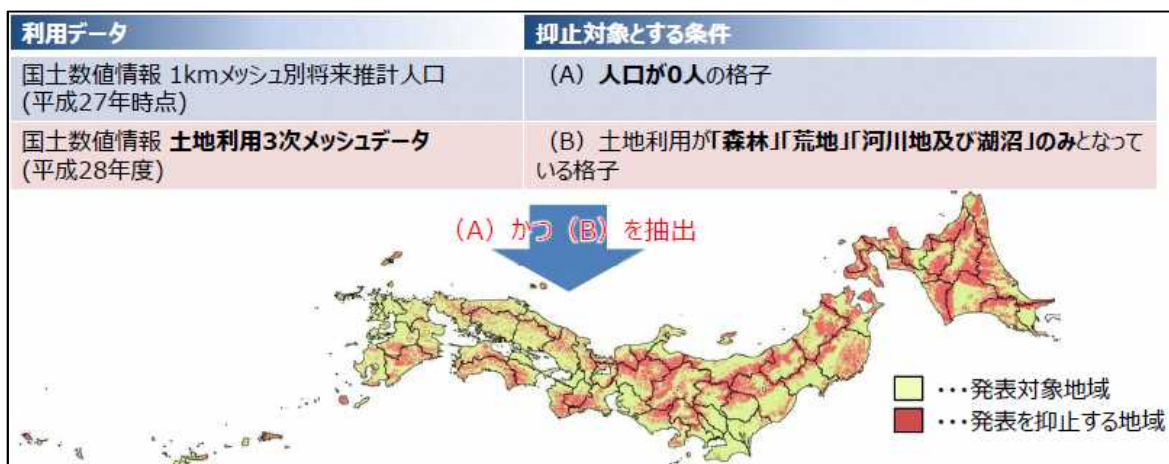 利用データ
抑止対象とする条件
国土数値情報 1kmメッシュ別将来推計人口
(平成27年時点)
（A）人口が0人の格子
国土数値情報 土地利用3次メッシュデータ
(平成28年度)
（B）土地利用が｢森林｣｢荒地｣｢河川地及び湖沼｣のみとなって
いる格子
（A）かつ（B）を抽出
･･･発表対象地域
･･･発表を抑止する地域